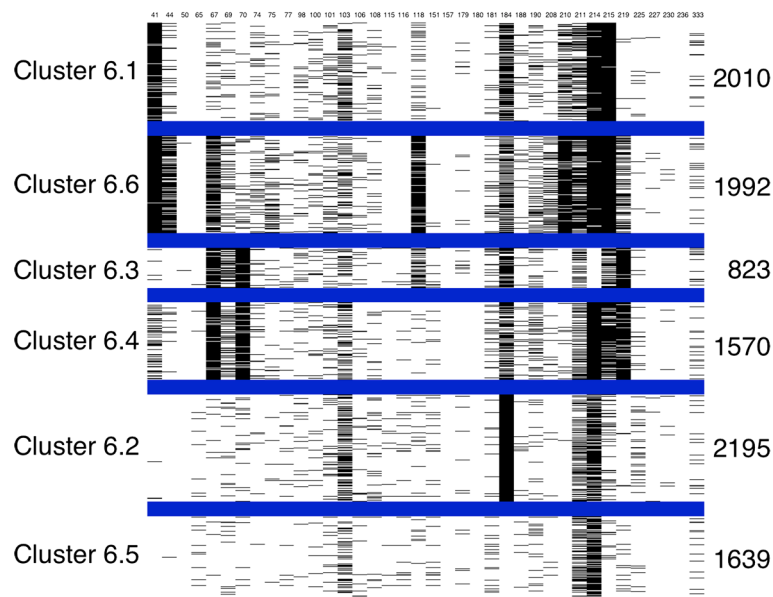 41 44 50 65 67 69 70 74 75 77 98 100 101 103 106 108 115 116 118 151 157 179 180 181 184 188 190 208 210 211 214 215 219 225 227 230 236 333
Cluster 6.1 2010
Cluster 6.6 1992
Cluster 6.3 823
Cluster 6.4 1570
Cluster 6.2 2195
Cluster 6.5 1639